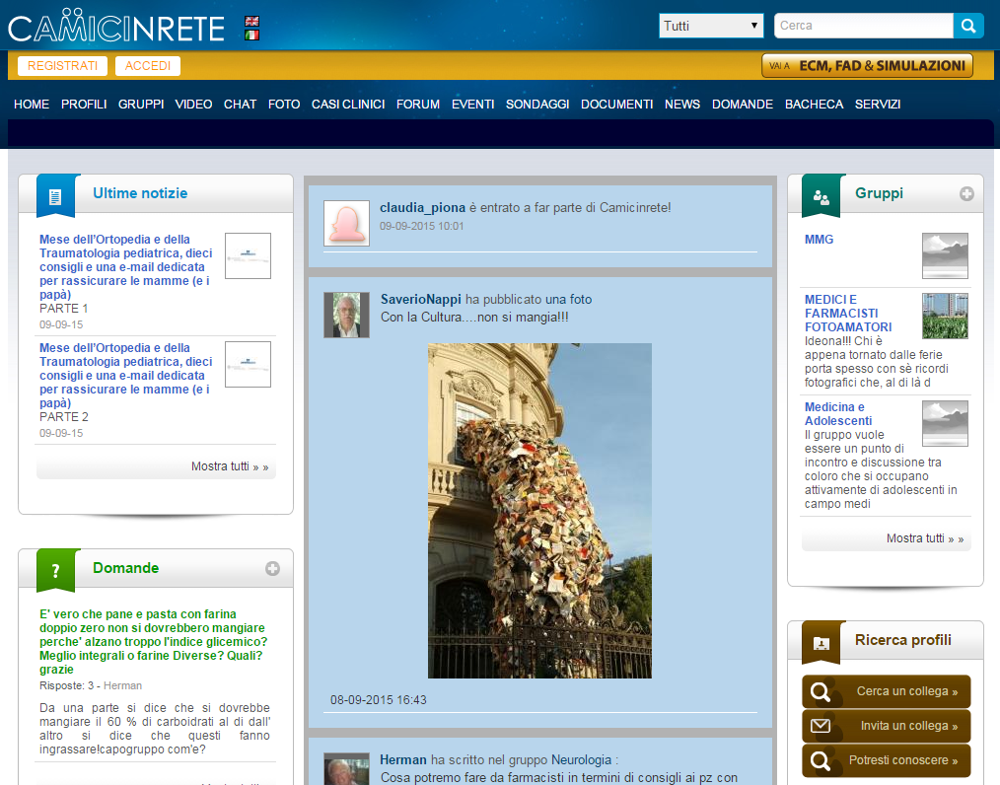 CAMICINRETE
Tutti
Cerca
REGISTRATI
ACCEDI
VAI A ECM, FAD & SIMULAZIONI
HOME PROFILI GRUPPI VIDEO CHAT FOTO CASI CLINICI FORUM EVENTI SONDAGGI DOCUMENTI NEWS DOMANDE BACHECA SERVIZI
Ultime notizie
Mese dell'Ortopedia e della
Traumatologia pediatrica, dieci
consigli e una e-mail dedicata
per rassicurare le mamme (e i
papà)
PARTE 1
09-09-15
Mese dell'Ortopedia e della
Traumatologia pediatrica, dieci
consigli e una e-mail dedicata
per rassicurare le mamme (e i
papà)
PARTE 2
09-09-15
Mostra tutti » »
Domande
E' vero che pane e pasta con farina
doppio zero non si dovrebbero mangiare
perche' alzano troppo l'indice glicemico?
Meglio integrali o farine Diverse? Quali?
grazie
Risposte: 3 - Herman
Da una parte si dice che si dovrebbe
mangiare il 60 % di carboidrati al di dall'
altro si dice che questi fanno
ingrassare!capogruppo com'e?
claudia_piona è entrato a far parte di Camicinrete!
09-09-2015 10:01
SaverioNappi ha pubblicato una foto
Con la Cultura....non si mangia!!!
08-09-2015 16:43
Herman ha scritto nel gruppo Neurologia :
Cosa potremo fare da farmacisti in termini di consigli ai pz con
Gruppi
MMG
MEDICI E
FARMACISTI
FOTOAMATORI
Ideona!!! Chi è
appena tornato dalle ferie
porta spesso con sè ricordi
fotografici che, al di là d
Medicina e
Adolescenti
Il gruppo vuole
essere un punto di
incontro e discussione tra
coloro che si occupano
attivamente di adolescenti in
campo medi
Mostra tutti » »
Ricerca profili
Cerca un collega »
Invita un collega »
Potresti conoscere »